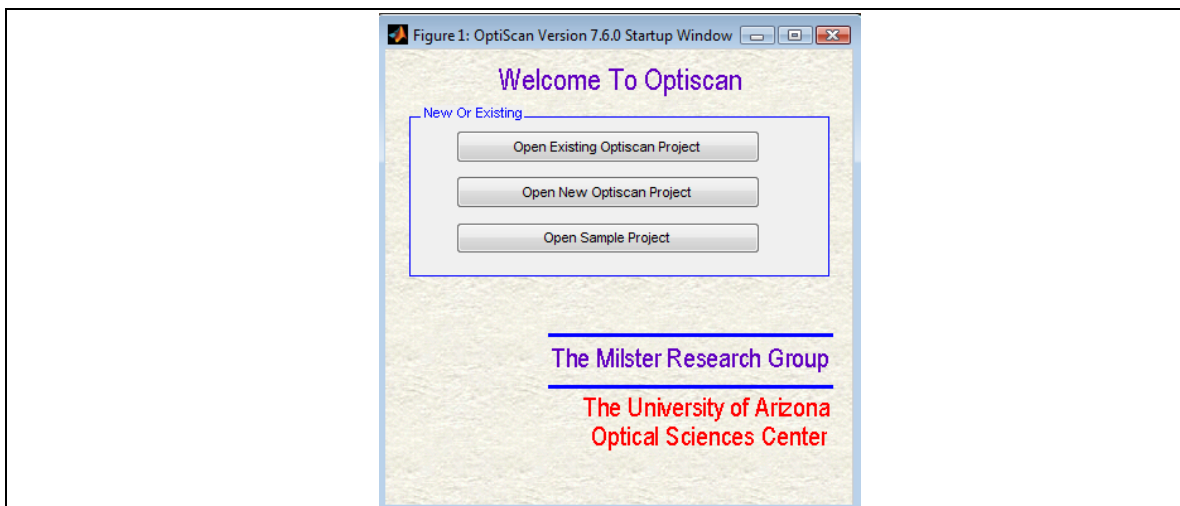 Figure 1: OptiScan Version 7.6.0 Startup Window
Welcome To Optiscan
New Or Existing
Open Existing Optiscan Project
Open New Optiscan Project
Open Sample Project
The Milster Research Group
The University of Arizona
Optical Sciences Center